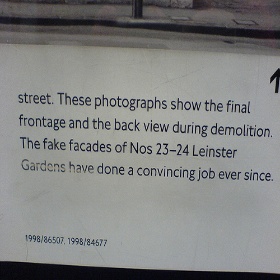 street. These photographs show the final
frontage and the back view during demolition.
The fake facades of Nos 23–24 Leinster
Gardens have done a convincing job ever since.
1998/86507, 1998/84677